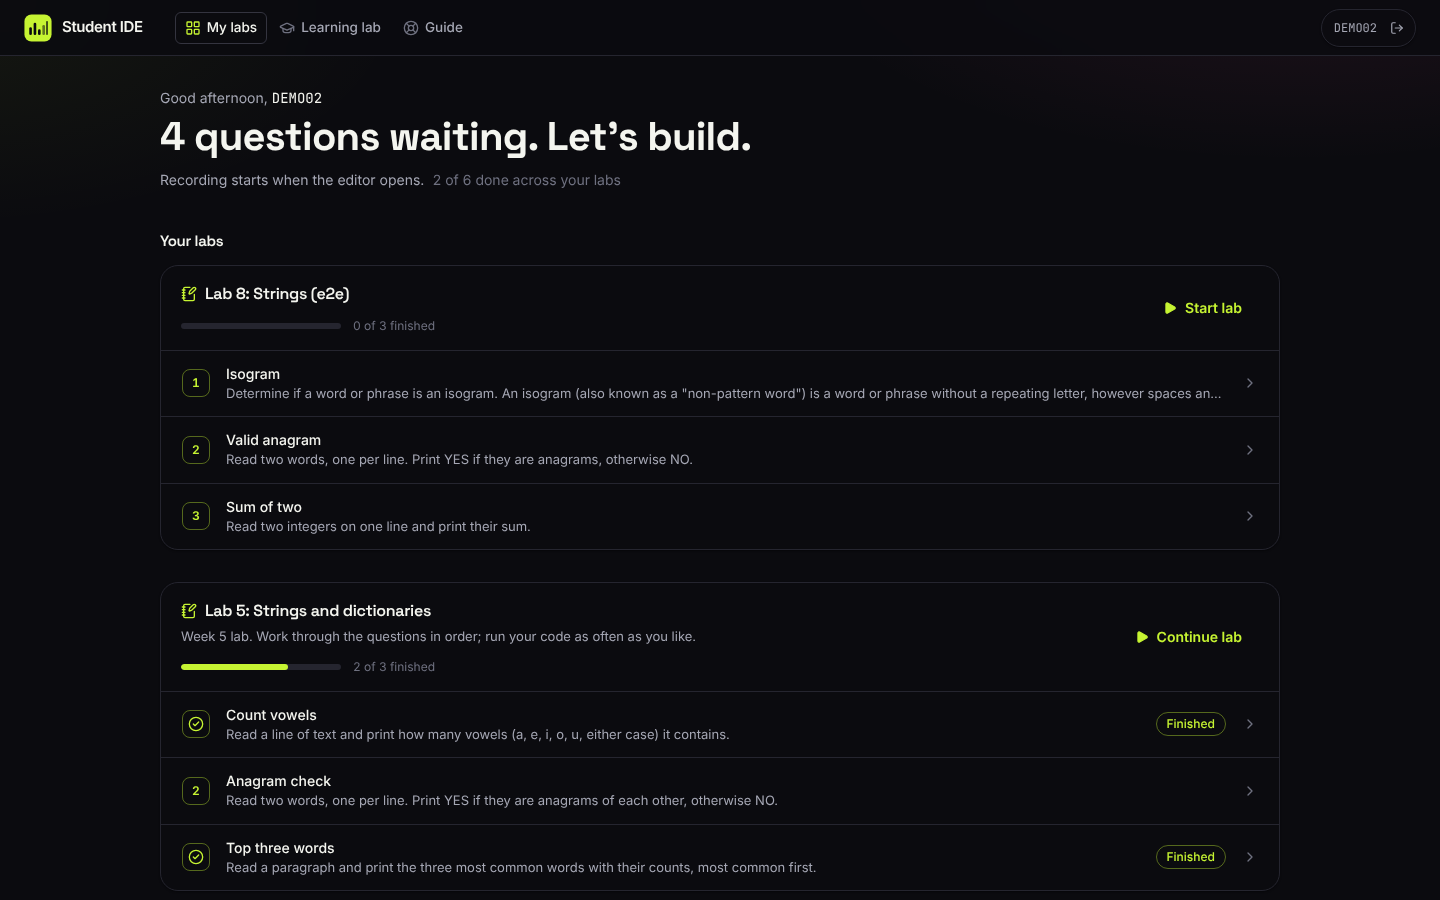 Student IDE
My labs
Learning lab
Guide
DEMO02
Good afternoon, DEMO02
4 questions waiting. Let's build.
Recording starts when the editor opens. 2 of 6 done across your labs
Your labs
Lab 8: Strings (e2e)
0 of 3 finished
Start lab
1
Isogram
Determine if a word or phrase is an isogram. An isogram (also known as a "non-pattern word") is a word or phrase without a repeating letter, however spaces an...
2
Valid anagram
Read two words, one per line. Print YES if they are anagrams, otherwise NO.
3
Sum of two
Read two integers on one line and print their sum.
Lab 5: Strings and dictionaries
Week 5 lab. Work through the questions in order; run your code as often as you like.
2 of 3 finished
Continue lab
Count vowels
Read a line of text and print how many vowels (a, e, i, o, u, either case) it contains.
Finished
2
Anagram check
Read two words, one per line. Print YES if they are anagrams of each other, otherwise NO.
Top three words
Read a paragraph and print the three most common words with their counts, most common first.
Finished